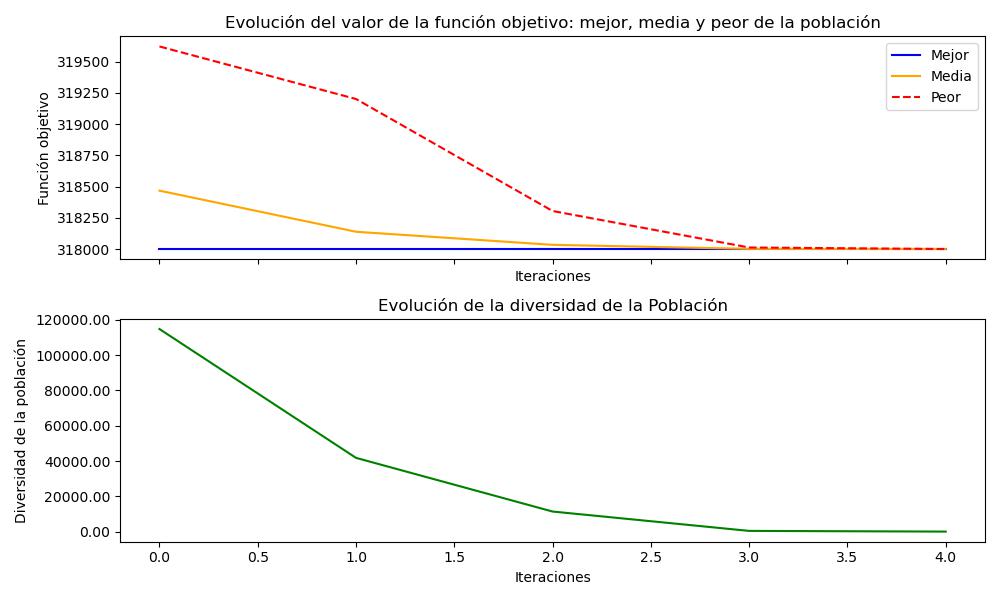 Evolución del valor de la función objetivo: mejor, media y peor de la población
Función objetivo
319500
319250
319000
318750
318500
318250
318000
Mejor
Media
Peor
Iteraciones
Evolución de la diversidad de la Población
Diversidad de la población
120000.00
100000.00
80000.00
60000.00
40000.00
20000.00
0.00
0.0 0.5 1.0 1.5 2.0 2.5 3.0 3.5 4.0
Iteraciones